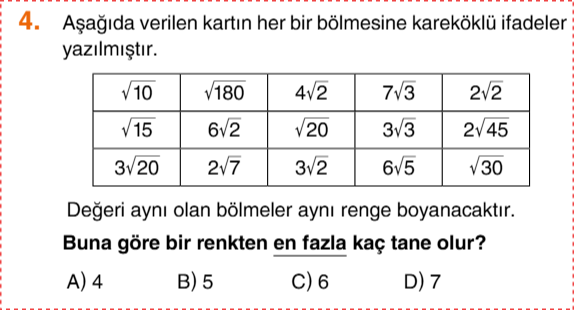 4. Aşağıda verilen kartın her bir bölmesine kareköklü ifadeler
yazılmıştır.
√10 √180 4√2 7√3 2√2
√15 6√2 √20 3√3 2√45
3√20 2√7 3√2 6√5 √30
Değeri aynı olan bölmeler aynı renge boyanacaktır.
Buna göre bir renkten en fazla kaç tane olur?
A) 4 B) 5 C) 6 D) 7